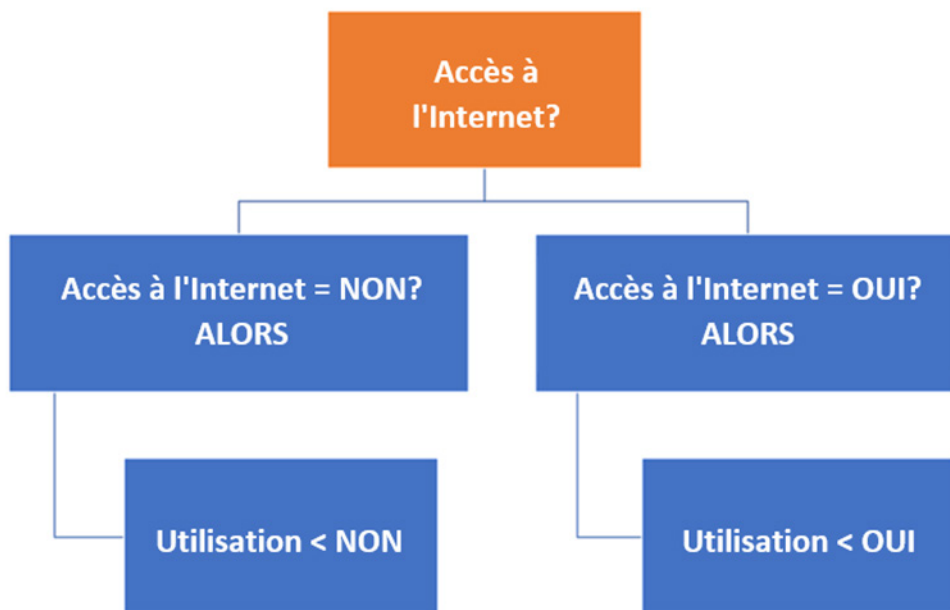 Accès à
l'Internet?
Accès à l'Internet = NON?
ALORS
Accès à l'Internet = OUI?
ALORS
Utilisation < NON
Utilisation < OUI